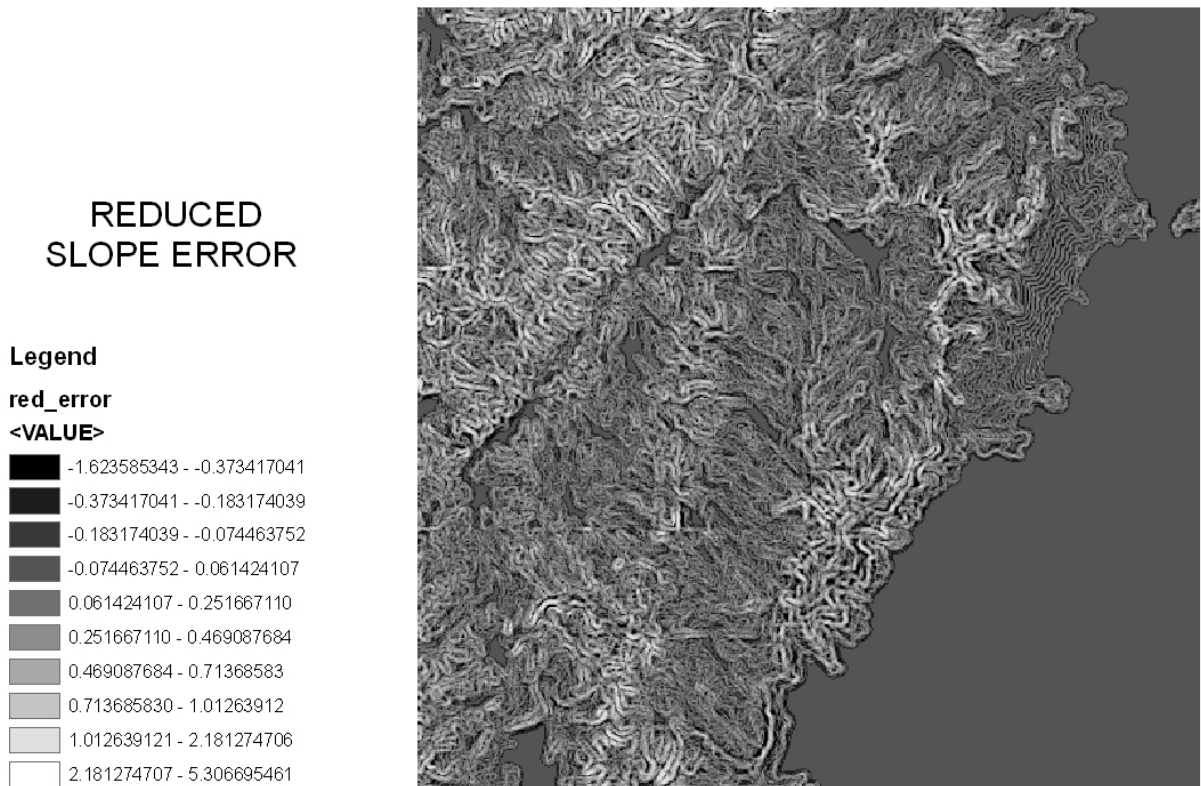 REDUCED
SLOPE ERROR
Legend
red_error
<VALUE>
-1.623585343 - -0.373417041
-0.373417041 - -0.183174039
-0.183174039 - -0.074463752
-0.074463752 - 0.061424107
0.061424107 - 0.251667110
0.251667110 - 0.469087684
0.469087684 - 0.71368583
0.713685830 - 1.01263912
1.012639121 - 2.181274706
2.181274707 - 5.306695461